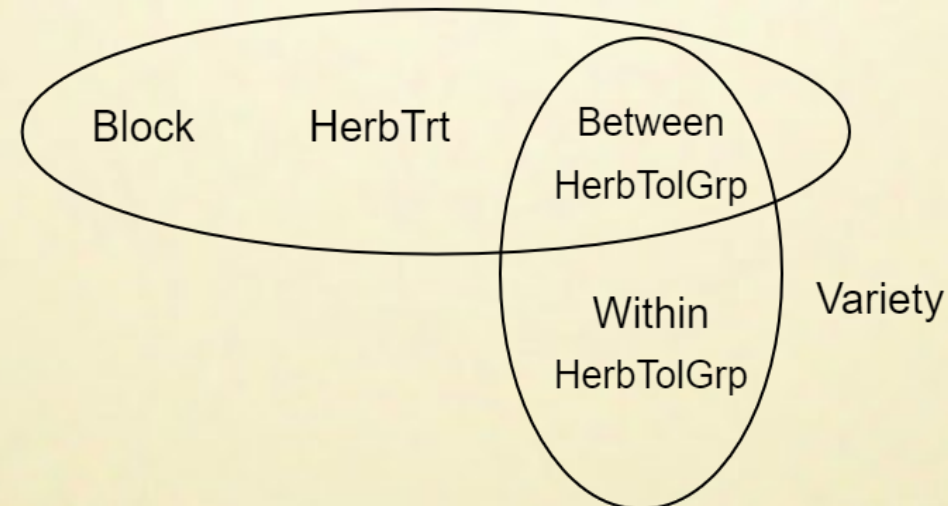 Block
HerbTrt
Between
HerbTolGrp
Within
HerbTolGrp
Variety